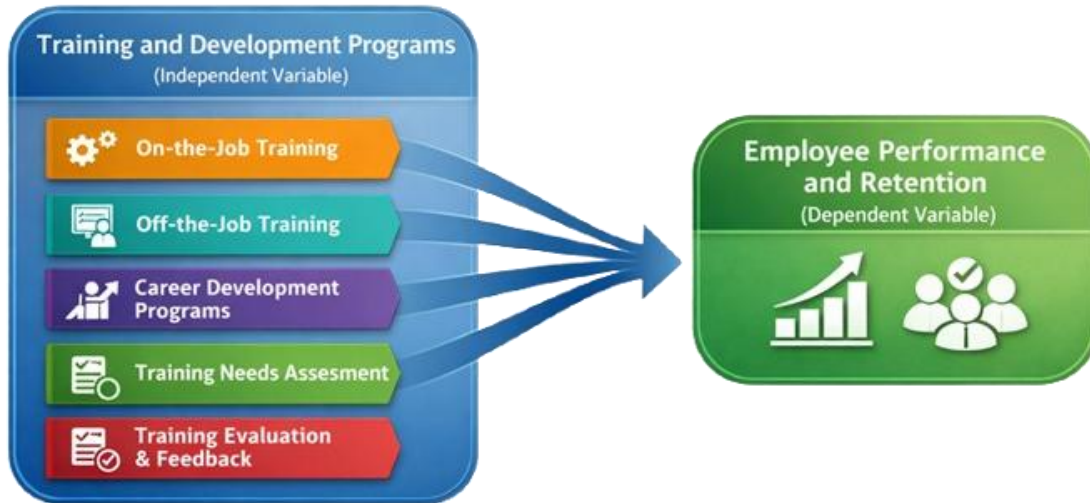 Training and Development Programs
(Independent Variable)
On-the-Job Training
Off-the-Job Training
Career Development
Programs
Training Needs Assesment
Training Evaluation
& Feedback
Employee Performance
and Retention
(Dependent Variable)